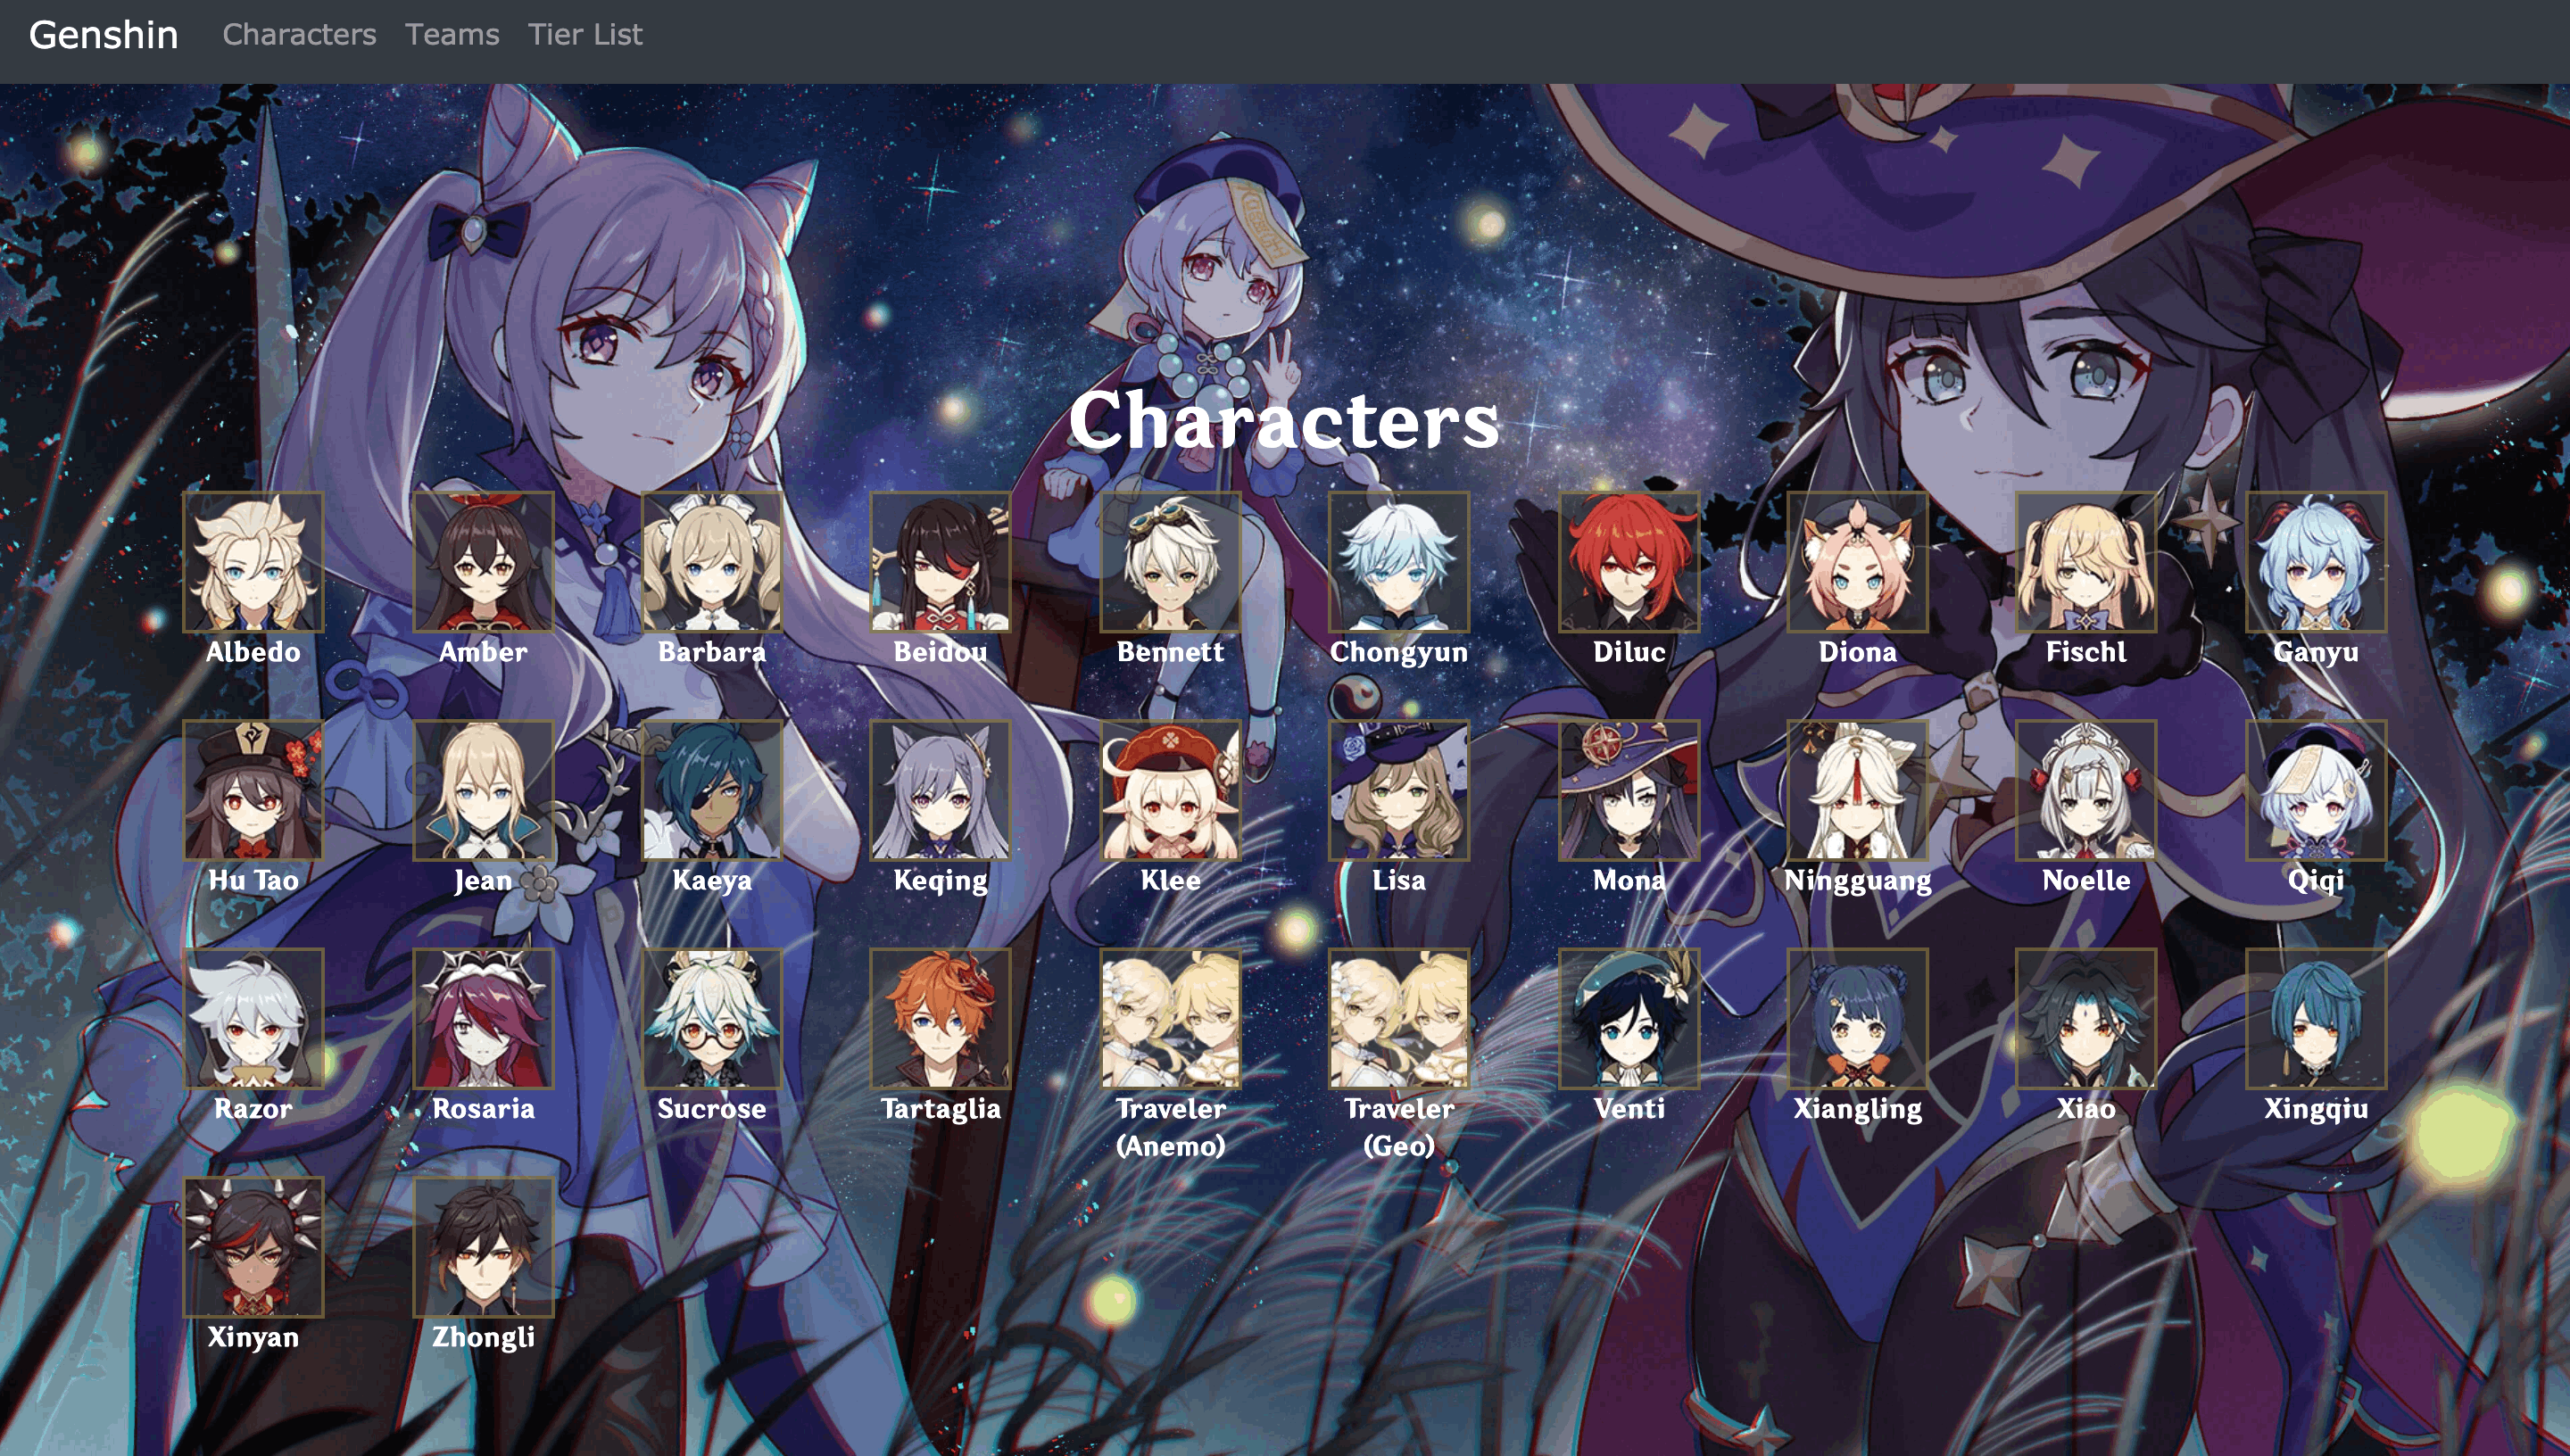 Genshin Characters Teams Tier List
Characters
Albedo Amber Barbara Beidou Bennett Chongyun Diluc Diona Fischl Ganyu
Hu Tao Jean Kaeya Keqing Klee Lisa Mona Ningguang Noelle Qiqi
Razor Rosaria Sucrose Tartaglia Traveler Traveler Venti Xiangling Xiao Xingqiu
(Anemo) (Geo)
Xinyan Zhongli